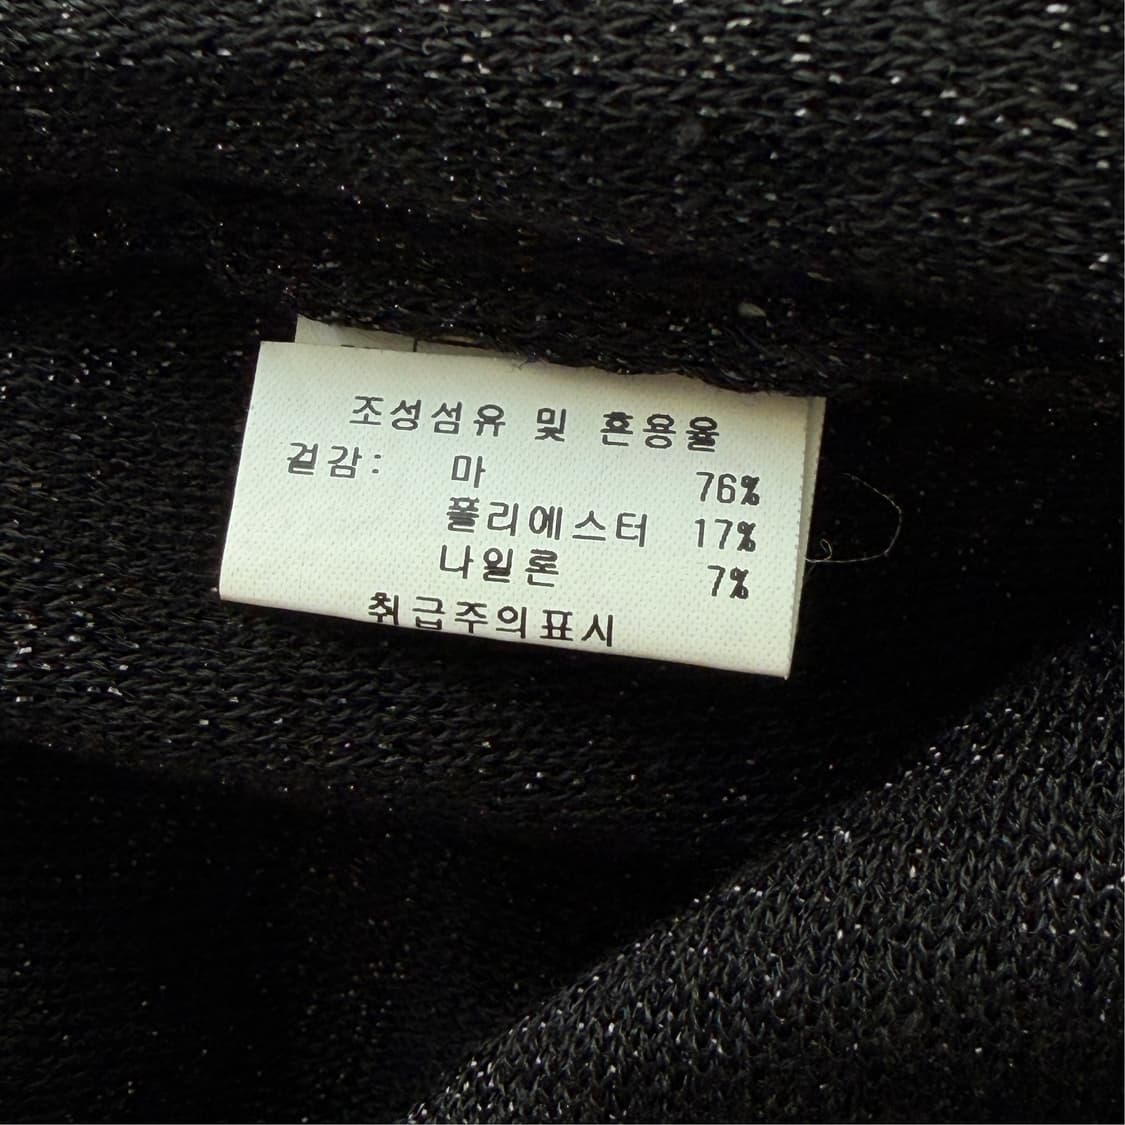 조성섬유 및 혼용율
겉감: 마 76%
폴리에스터 17%
나일론 7%
취급주의표시